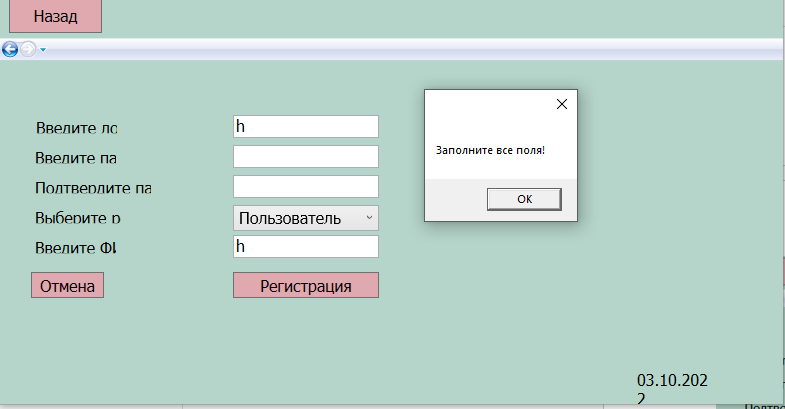 Назад
Введите ло
h
Введите па
Подтвердите па
Выберите р
Пользователь
Введите ФИ
h
Отмена
Регистрация
Заполните все поля!
OK
03.10.202
2